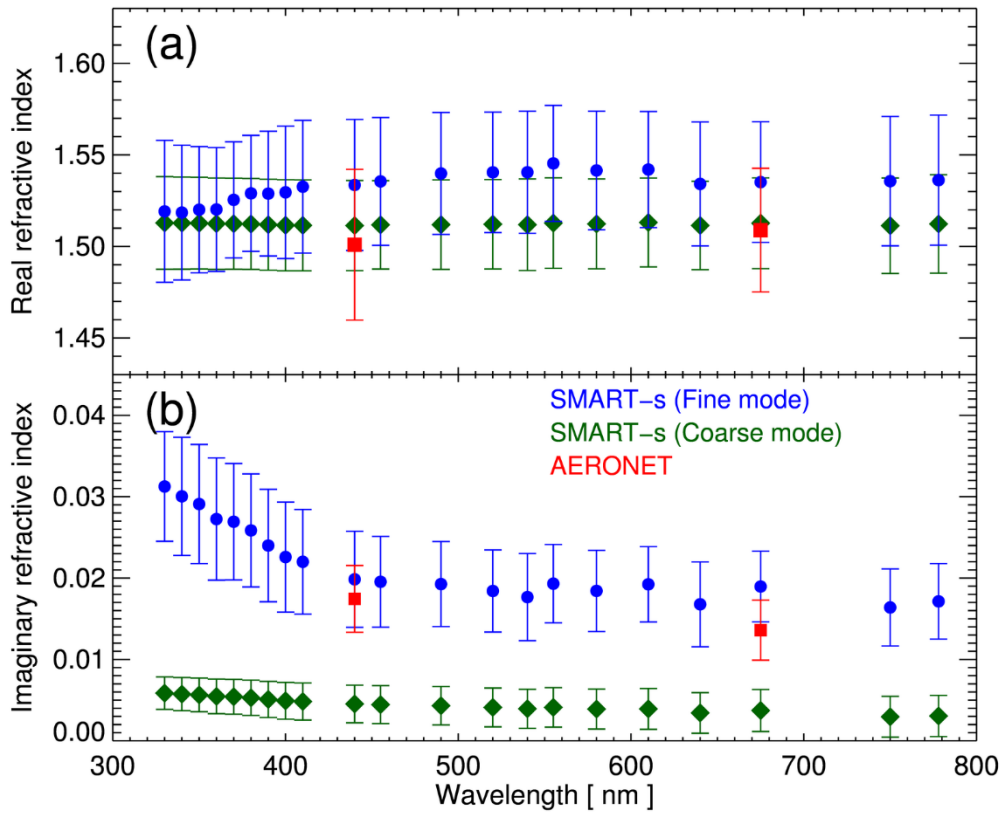 (a)
Real refractive index
1.60
1.55
1.50
1.45
(b)
Imaginary refractive index
0.04
0.03
0.02
0.01
0.00
SMART-s (Fine mode)
SMART-s (Coarse mode)
AERONET
300 400 500 600 700 800
Wavelength [ nm ]